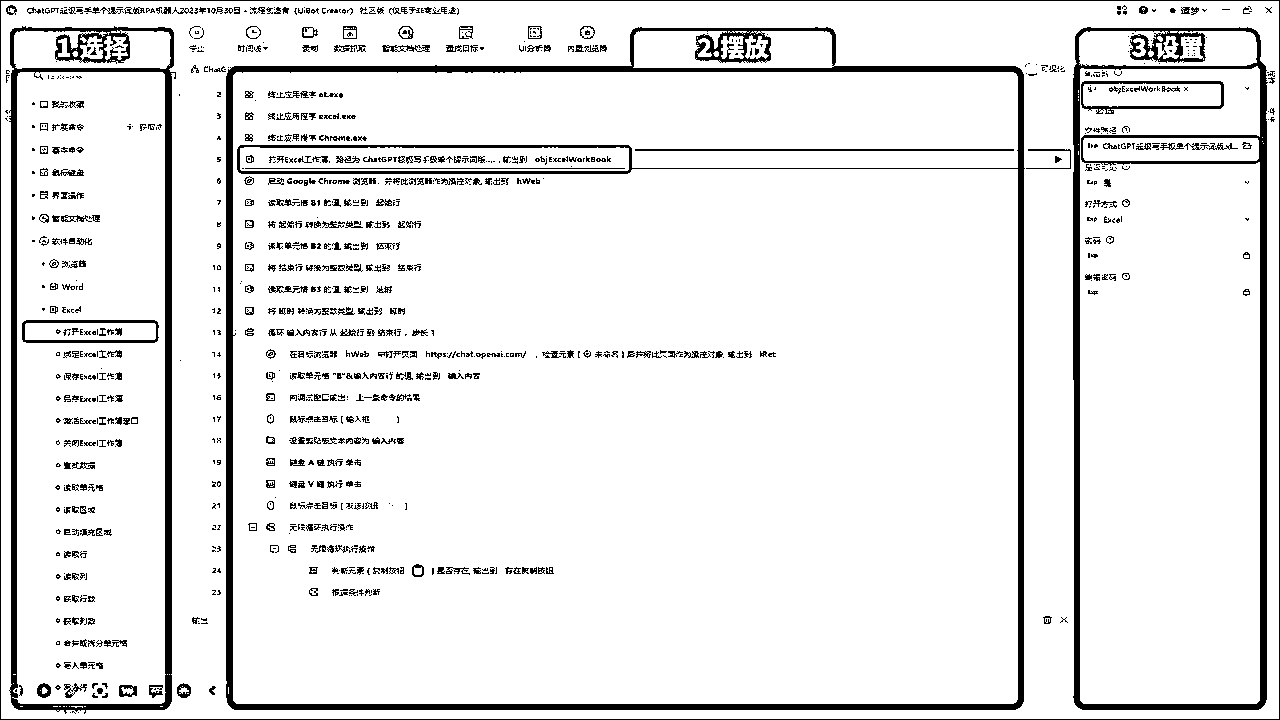 ChatGPT超级写手单个提示词版RPA机器人2023年10月30日 - 流程创造者 (UiBot Creator) 社区版 (仅用于非商业用途)
1.选择
停止
时间线
录制
数据抓取
智能文档处理
查找目标
UI分析器
内置浏览器
2.摆放
3.设置
可视化
我的收藏
扩展命令
基本命令
鼠标键盘
界面操作
智能文档处理
软件自动化
浏览器
Word
Excel
打开Excel工作簿
绑定Excel工作簿
保存Excel工作簿
另存Excel工作簿
激活Excel工作簿窗口
关闭Excel工作簿
查找数据
读取单元格
读取区域
自动填充区域
读取行
读取列
获取行数
获取列数
合并或拆分单元格
写入单元格
2 终止应用程序 et.exe
3 终止应用程序 excel.exe
4 终止应用程序 Chrome.exe
5 打开Excel工作簿，路径为 ChatGPT超级写手版单个提示词版...，输出到 objExcelWorkBook
6 启动 Google Chrome 浏览器，并将此浏览器作为操控对象, 输出到 hWeb
7 读取单元格 B1 的值, 输出到 起始行
8 将 起始行 转换为整数类型, 输出到 起始行
9 读取单元格 B2 的值, 输出到 结束行
10 将 结束行 转换为整数类型, 输出到 结束行
11 读取单元格 B3 的值, 输出到
12 将 转换为整数类型, 输出到
13 循环 输入内容行 从 起始行 到 结束行，步长 1
14 在目标浏览器 hWeb 中打开页面 https://chat.openai.com/ ，检查元素 [ 未命名 ] 后并将此页面作为操控对象, 输出到 iRet
15 读取单元格 "B"&输入内容行 的值, 输出到 输入内容
16 向调试窗口输出： 上一条命令的结果
17 鼠标点击目标 [ 输入框 ]
18 设置剪贴板文本内容为 输入内容
19 键盘 A 键 执行 单击
20 键盘 V 键 执行 单击
21 鼠标点击目标 [ 发送按钮 ]
22 无限循环执行操作
23 无限循环执行操作
24 判断元素 [ 复制按钮 ] 是否存在, 输出到 存在复制按钮
25 根据条件判断
输出
objExcelWorkBook ×
文件路径
Exp ChatGPT超级写手版单个提示词版.xl...
是否可见
Exp 是
打开方式
Exp Excel
密码
Exp
编辑密码
Exp